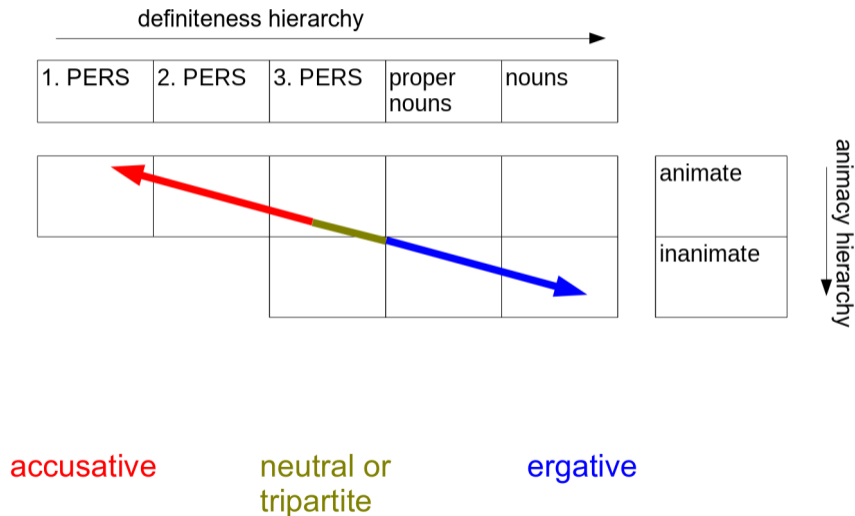 definiteness hierarchy
1. PERS 2. PERS 3. PERS proper nouns nouns
animate
inanimate
animacy hierarchy
accusative neutral or tripartite ergative